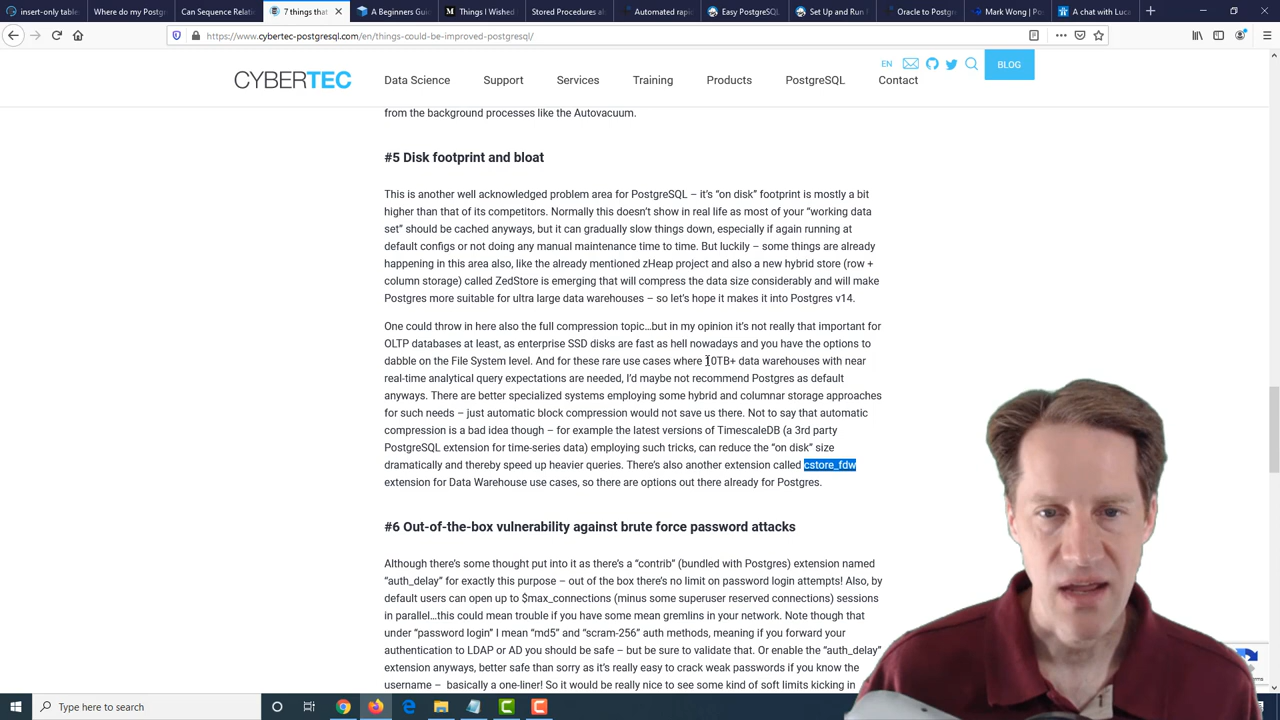 insert-only table
Where do my Postg
Can Sequence Relati
7 things that
A Beginners Guid
Things I Wished
Stored Procedures a
Automated rapi
Easy PostgreSQL
Set Up and Run
Oracle to Postgr
Mark Wong | Po
A chat with Luca
https://www.cybertec-postgresql.com/en/things-could-be-improved-postgresql/
EN
BLOG
CYBERTEC
Data Science
Support
Services
Training
Products
PostgreSQL
Contact
from the background processes like the Autovacuum.
#5 Disk footprint and bloat
This is another well acknowledged problem area for PostgreSQL – it's “on disk” footprint is mostly a bit
higher than that of its competitors. Normally this doesn't show in real life as most of your “working data
set” should be cached anyways, but it can gradually slow things down, especially if again running at
default configs or not doing any manual maintenance time to time. But luckily – some things are already
happening in this area also, like the already mentioned zHeap project and also a new hybrid store (row +
column storage) called ZedStore is emerging that will compress the data size considerably and will make
Postgres more suitable for ultra large data warehouses – so let's hope it makes it into Postgres v14.
One could throw in here also the full compression topic…but in my opinion it's not really that important for
OLTP databases at least, as enterprise SSD disks are fast as hell nowadays and you have the options to
dabble on the File System level. And for these rare use cases where 10TB+ data warehouses with near
real-time analytical query expectations are needed, I'd maybe not recommend Postgres as default
anyways. There are better specialized systems employing some hybrid and columnar storage approaches
for such needs – just automatic block compression would not save us there. Not to say that automatic
compression is a bad idea though – for example the latest versions of TimescaleDB (a 3rd party
PostgreSQL extension for time-series data) employing such tricks, can reduce the “on disk” size
dramatically and thereby speed up heavier queries. There's also another extension called cstore_fdw
extension for Data Warehouse use cases, so there are options out there already for Postgres.
#6 Out-of-the-box vulnerability against brute force password attacks
Although there's some thought put into it as there's a “contrib” (bundled with Postgres) extension named
“auth_delay” for exactly this purpose – out of the box there's no limit on password login attempts! Also, by
default users can open up to $max_connections (minus some superuser reserved connections) sessions
in parallel…this could mean trouble if you have some mean gremlins in your network. Note though that
under “password login” I mean “md5” and “scram-256” auth methods, meaning if you forward your
authentication to LDAP or AD you should be safe – but be sure to validate that. Or enable the “auth_delay”
extension anyways, better safe than sorry as it's really easy to crack weak passwords if you know the
username – basically a one-liner! So it would be really nice to see some kind of soft limits kicking in
Type here to search